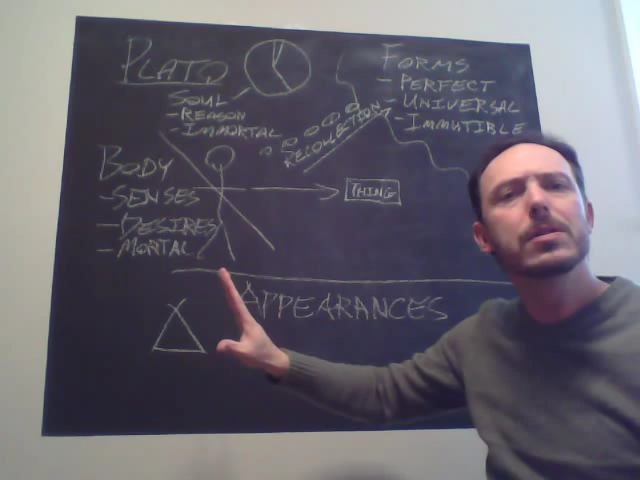 PLATO
SOUL
- REASON
- IMMORTAL
FORMS
- PERFECT
- UNIVERSAL
- IMMUTIBLE
RECOLLECTION
BODY
- SENSES
- DESIRES
- MORTAL
THING
APPEARANCES